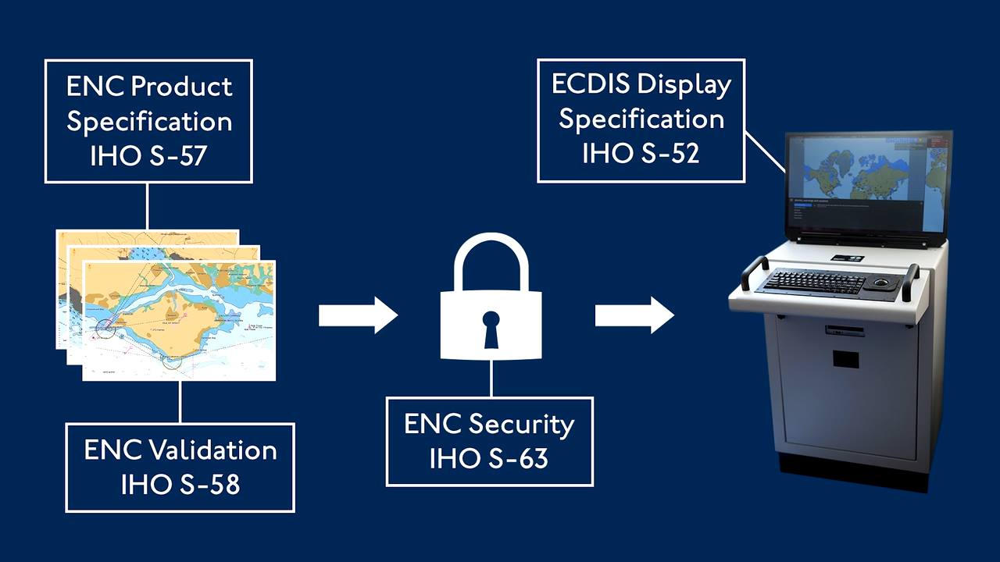 ENC Product
Specification
IHO S-57
ECDIS Display
Specification
IHO S-52
ENC Security
IHO S-63
ENC Validation
IHO S-58